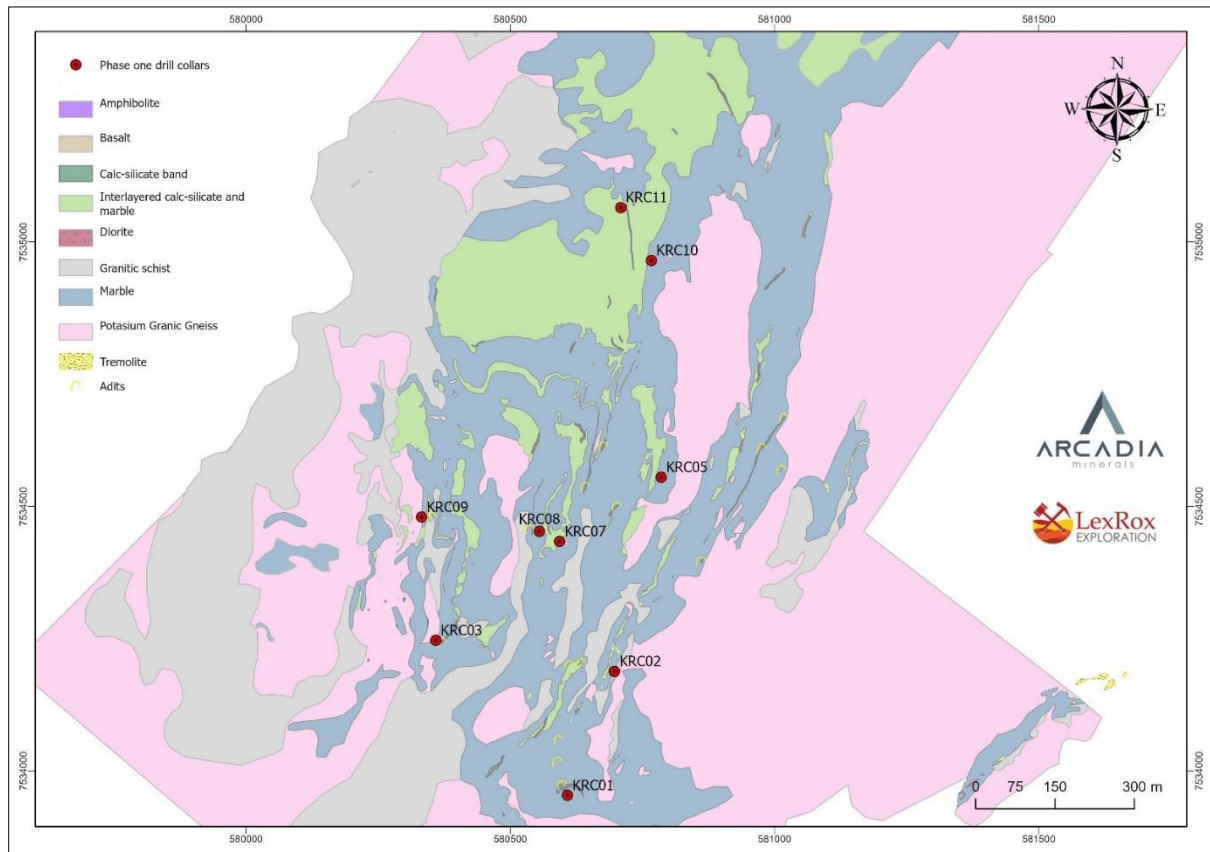 580000 580500 581000 581500
Phase one drill collars
Amphibolite
Basalt
Calc-silicate band
Interlayered calc-silicate and
marble
Diorite
Granitic schist
Marble
Potasium Granic Gneiss
Tremolite
Adits
N
W E
S
KRC11
7535000 7535000
KRC10
ARCADIA
minerals
KRC05
KRC09
7534500 7534500
KRC08
KRC07
LexRox
EXPLORATION
KRC03
KRC02
7534000 7534000
KRC01
0 75 150 300 m
580000 580500 581000 581500